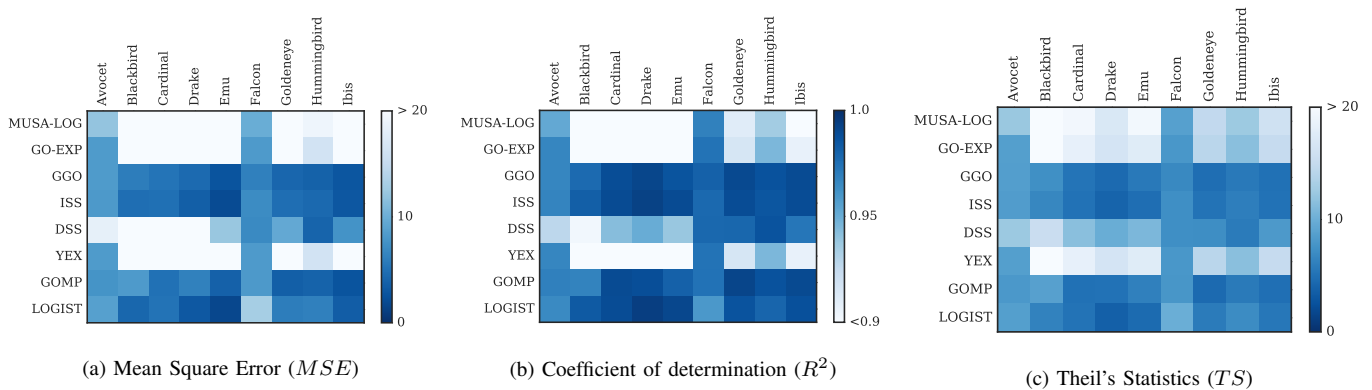 Avocet
Blackbird
Cardinal
Drake
Emu
Falcon
Goldeneye
Hummingbird
Ibis
MUSA-LOG
GO-EXP
GGO
ISS
DSS
YEX
GOMP
LOGIST
> 20
10
0
(a) Mean Square Error (MSE)
Avocet
Blackbird
Cardinal
Drake
Emu
Falcon
Goldeneye
Hummingbird
Ibis
MUSA-LOG
GO-EXP
GGO
ISS
DSS
YEX
GOMP
LOGIST
1.0
0.95
<0.9
(b) Coefficient of determination (R²)
Avocet
Blackbird
Cardinal
Drake
Emu
Falcon
Goldeneye
Hummingbird
Ibis
MUSA-LOG
GO-EXP
GGO
ISS
DSS
YEX
GOMP
LOGIST
> 20
10
0
(c) Theil's Statistics (TS)